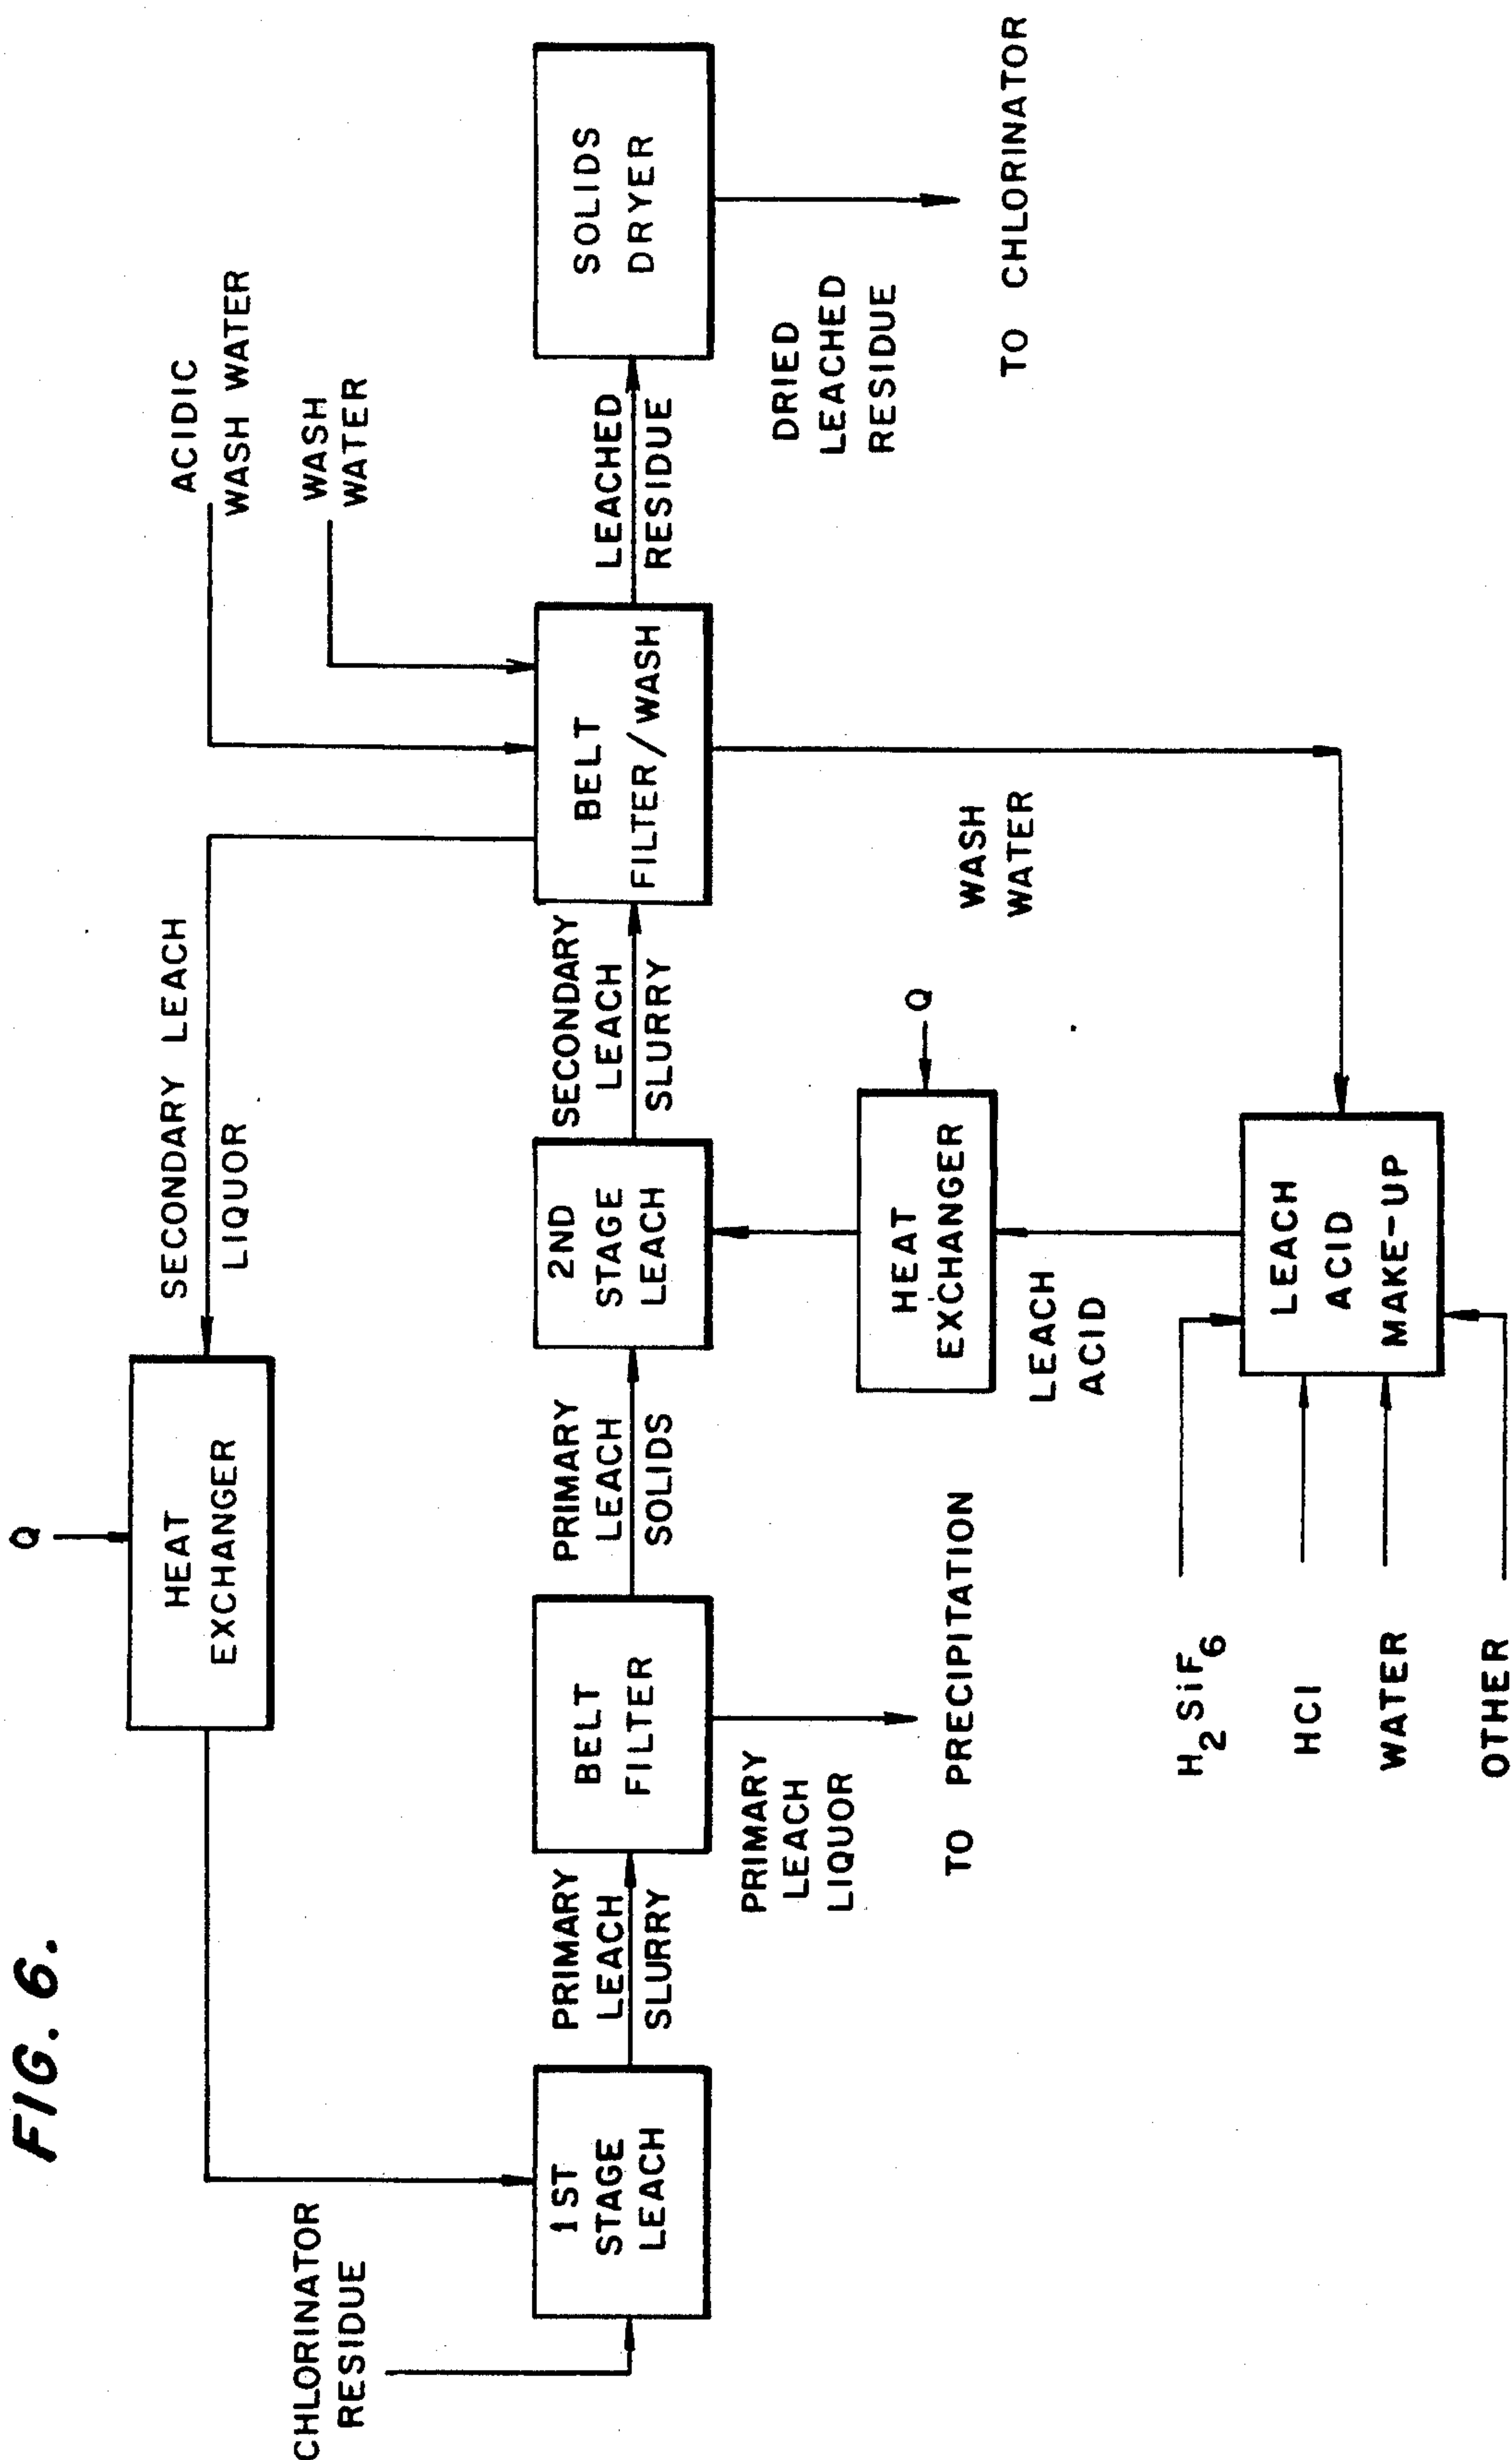 FIG. 6.
Q
HEAT
EXCHANGER
SECONDARY LEACH
LIQUOR
ACIDIC
WASH WATER
WASH
WATER
CHLORINATOR
RESIDUE
1ST
STAGE
LEACH
PRIMARY
LEACH
SLURRY
BELT
FILTER
PRIMARY
LEACH
SOLIDS
2ND
STAGE
LEACH
SECONDARY
LEACH
SLURRY
BELT
FILTER/WASH
LEACHED
RESIDUE
SOLIDS
DRYER
PRIMARY
LEACH
LIQUOR
TO PRECIPITATION
HEAT
EXCHANGER
Q
WASH
WATER
DRIED
LEACHED
RESIDUE
TO CHLORINATOR
LEACH
ACID
H2SiF6
HCl
WATER
OTHER
LEACH
ACID
MAKE-UP